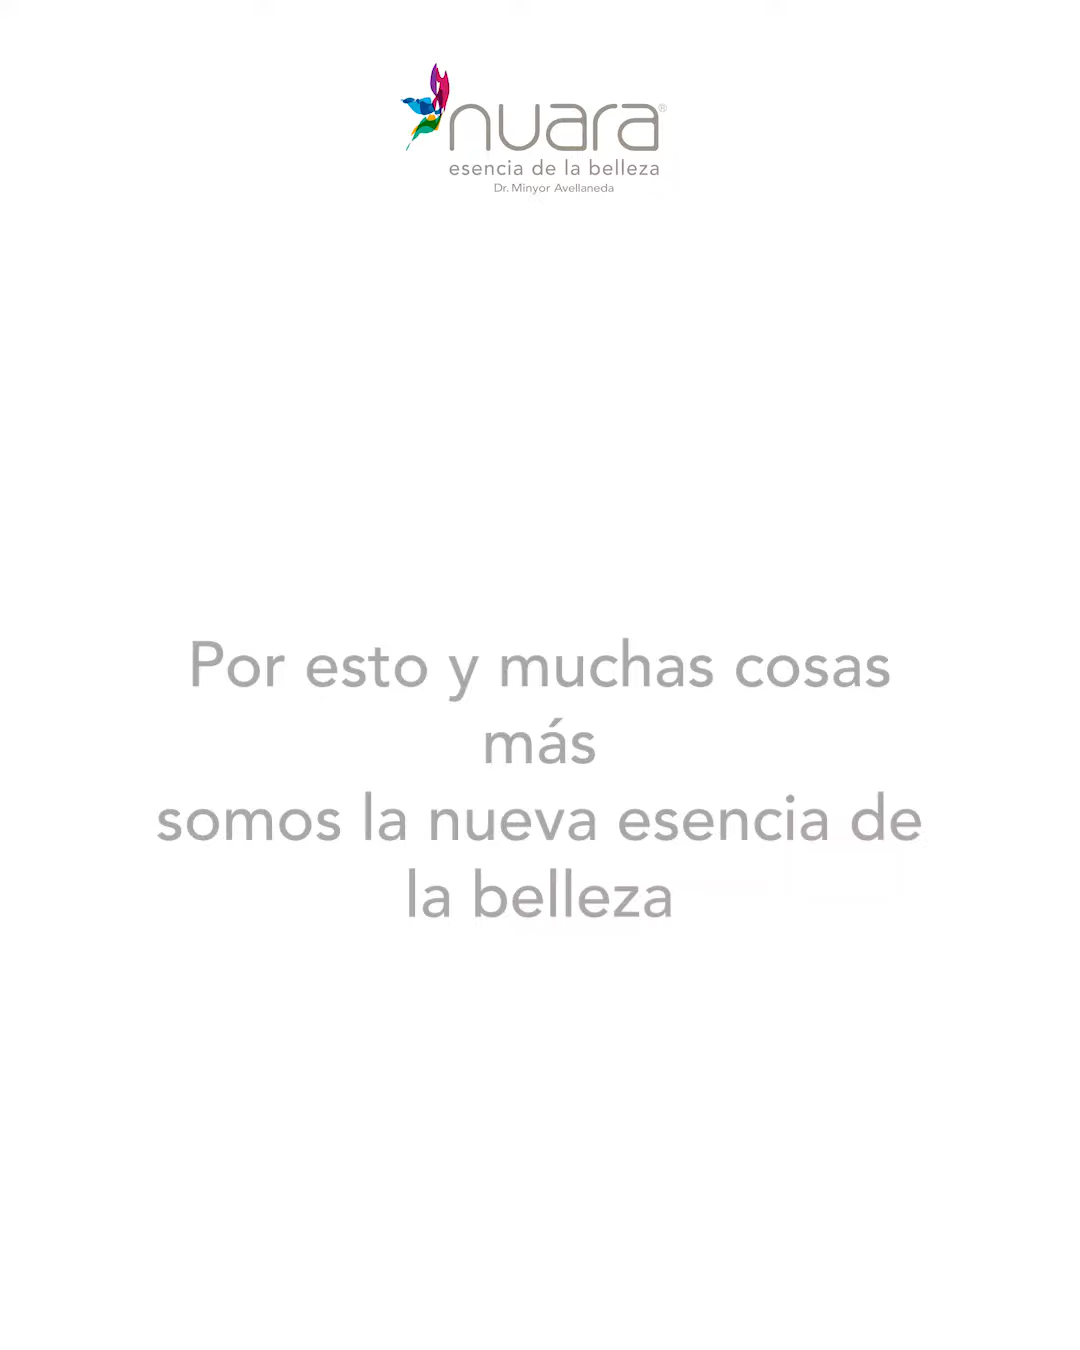 nuara®
esencia de la belleza
Dr. Minyor Avellaneda
Por esto y muchas cosas
más
somos la nueva esencia de
la belleza